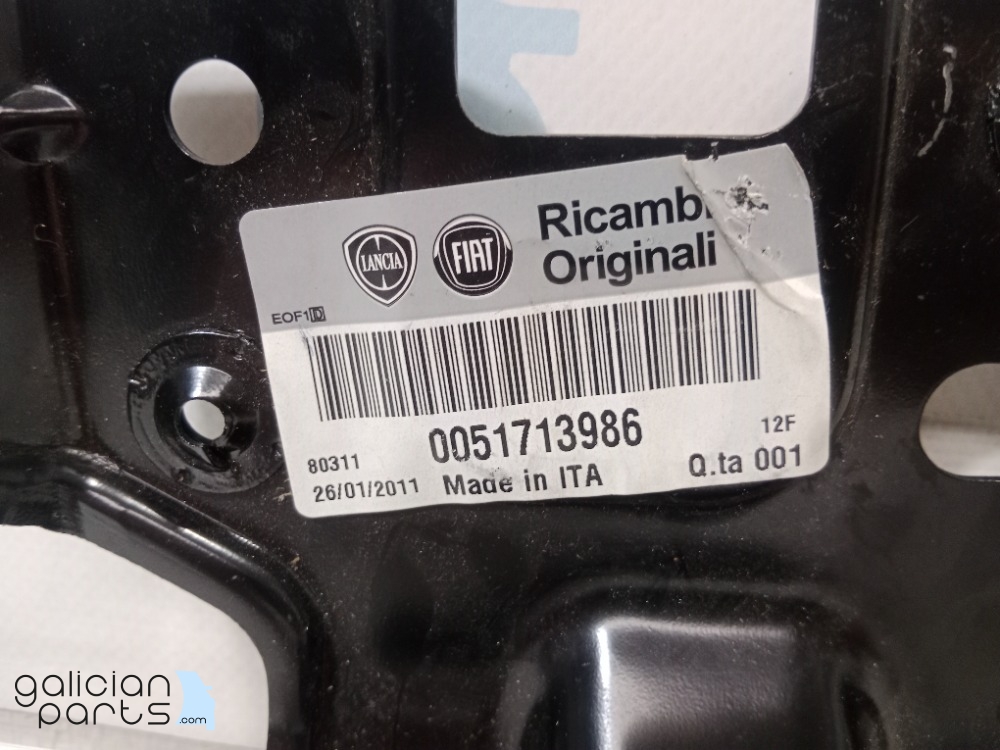 LANCIA
FIAT
Ricambi
Originali
EOF1D
0051713986
80311
12F
26/01/2011
Made in ITA
Q.ta 001
galician
parts.com